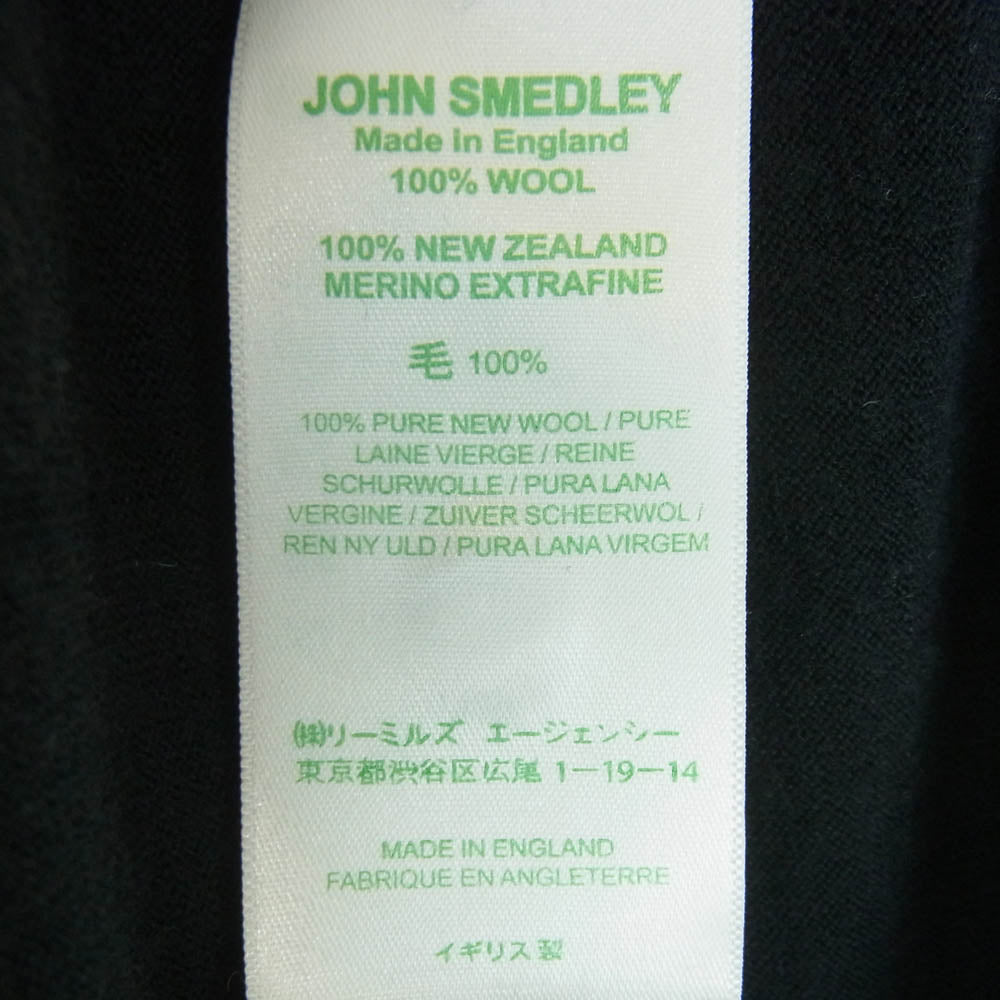 JOHN SMEDLEY
Made in England
100% WOOL
100% NEW ZEALAND
MERINO EXTRAFINE
毛 100%
100% PURE NEW WOOL / PURE
LAINE VIERGE / REINE
SCHURWOLLE / PURA LANA
VERGINE / ZUIVER SCHEERWOL /
REN NY ULD / PURA LANA VIRGEM
㈱リーミルズ エージェンシー
東京都渋谷区広尾 1-19-14
MADE IN ENGLAND
FABRIQUE EN ANGLETERRE
イギリス製